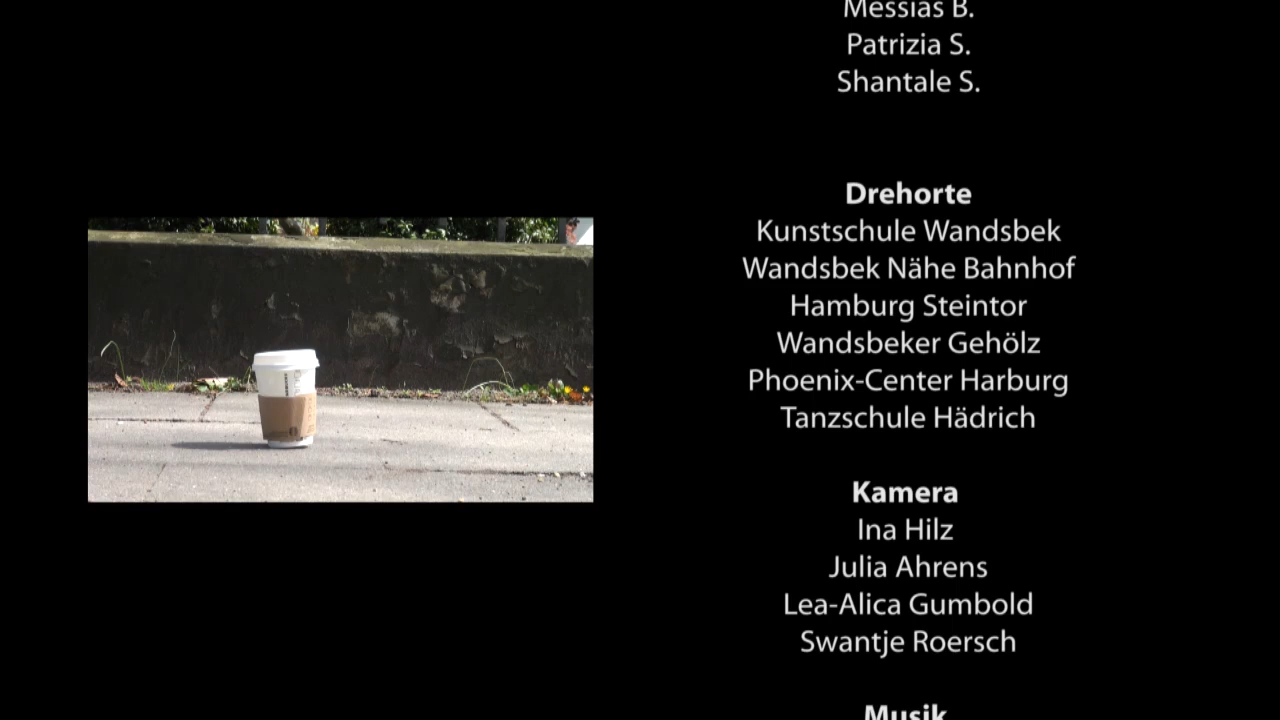 Messias B.
Patrizia S.
Shantale S.
Drehorte
Kunstschule Wandsbek
Wandsbek Nähe Bahnhof
Hamburg Steintor
Wandsbeker Gehölz
Phoenix-Center Harburg
Tanzschule Hädrich
Kamera
Ina Hilz
Julia Ahrens
Lea-Alica Gumbold
Swantje Roersch
Musik